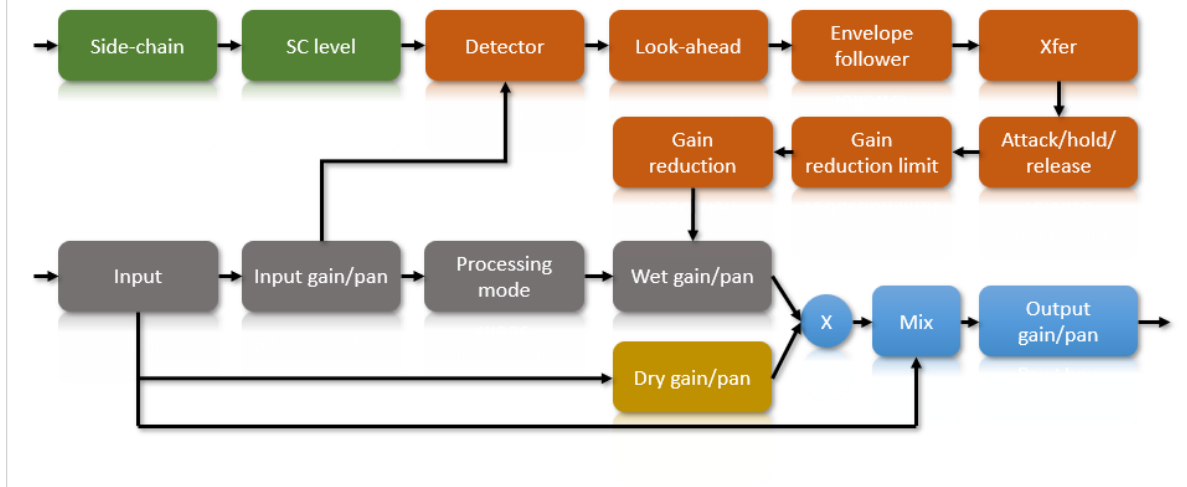 Side-chain
SC level
Detector
Look-ahead
Envelope
follower
Xfer
Gain
reduction
Gain
reduction limit
Attack/hold/
release
Input
Input gain/pan
Processing
mode
Wet gain/pan
X
Mix
Output
gain/pan
Dry gain/pan